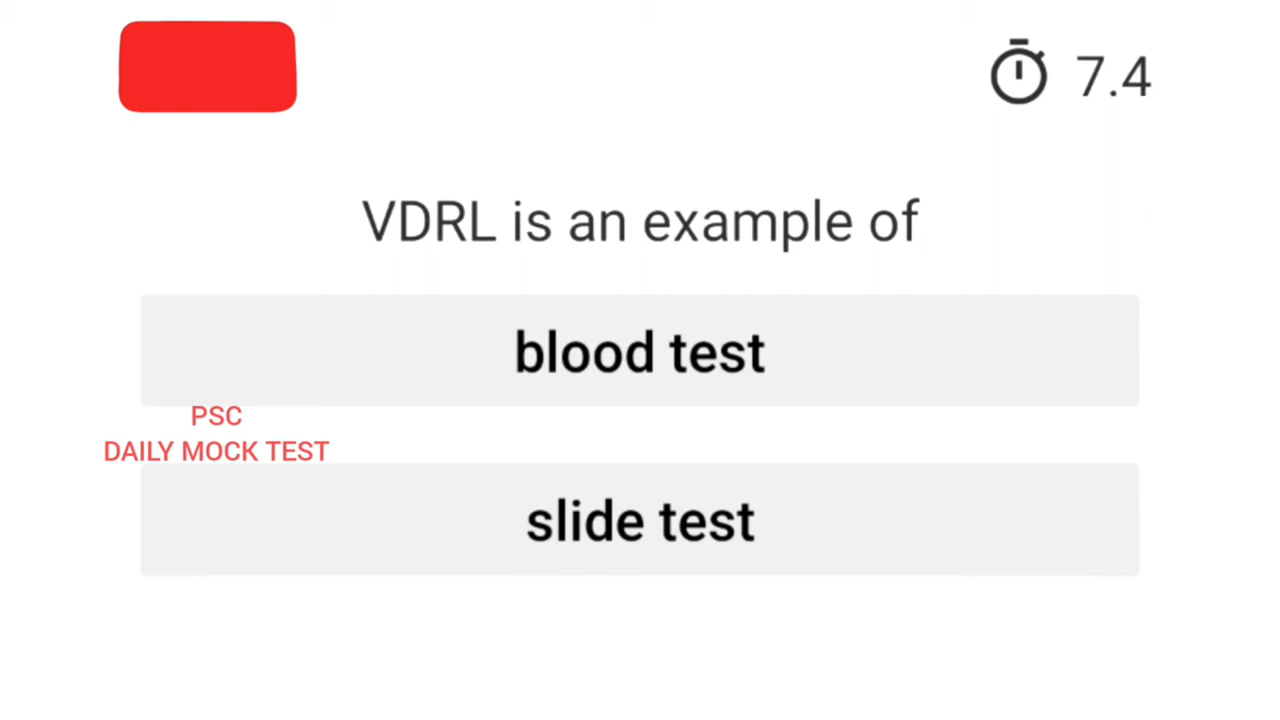 7.4
VDRL is an example of
blood test
PSC
DAILY MOCK TEST
slide test